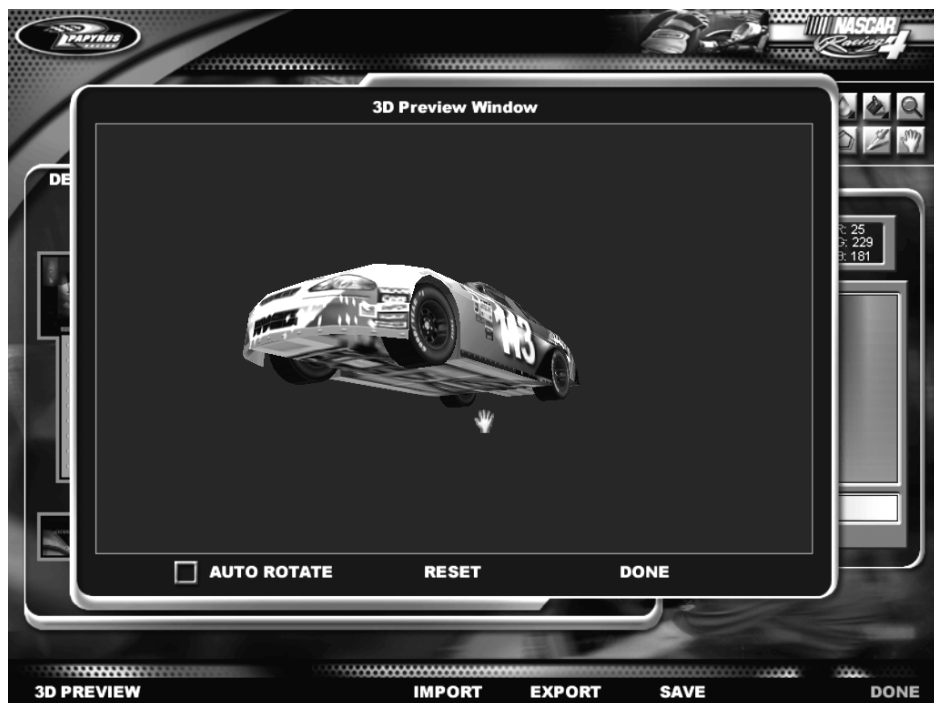 PAPYRUS
RACING
NASCAR
Racing 4
3D Preview Window
DE
R: 25
G: 229
B: 181
W3
AUTO ROTATE
RESET
DONE
3D PREVIEW
IMPORT
EXPORT
SAVE
DONE